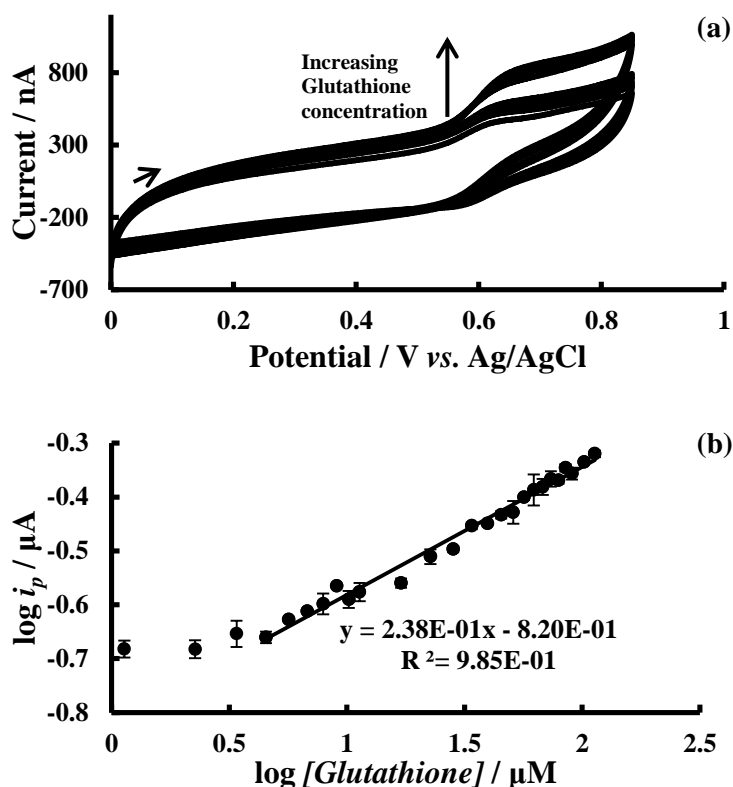 (a)
Increasing
Glutathione
concentration
Current / nA
800
300
-200
-700
0 0.2 0.4 0.6 0.8 1
Potential / V vs. Ag/AgCl
(b)
log ip / µA
-0.3
-0.4
-0.5
-0.6
-0.7
-0.8
y = 2.38E-01x - 8.20E-01
R ²= 9.85E-01
0 0.5 1 1.5 2 2.5
log [Glutathione] / µM